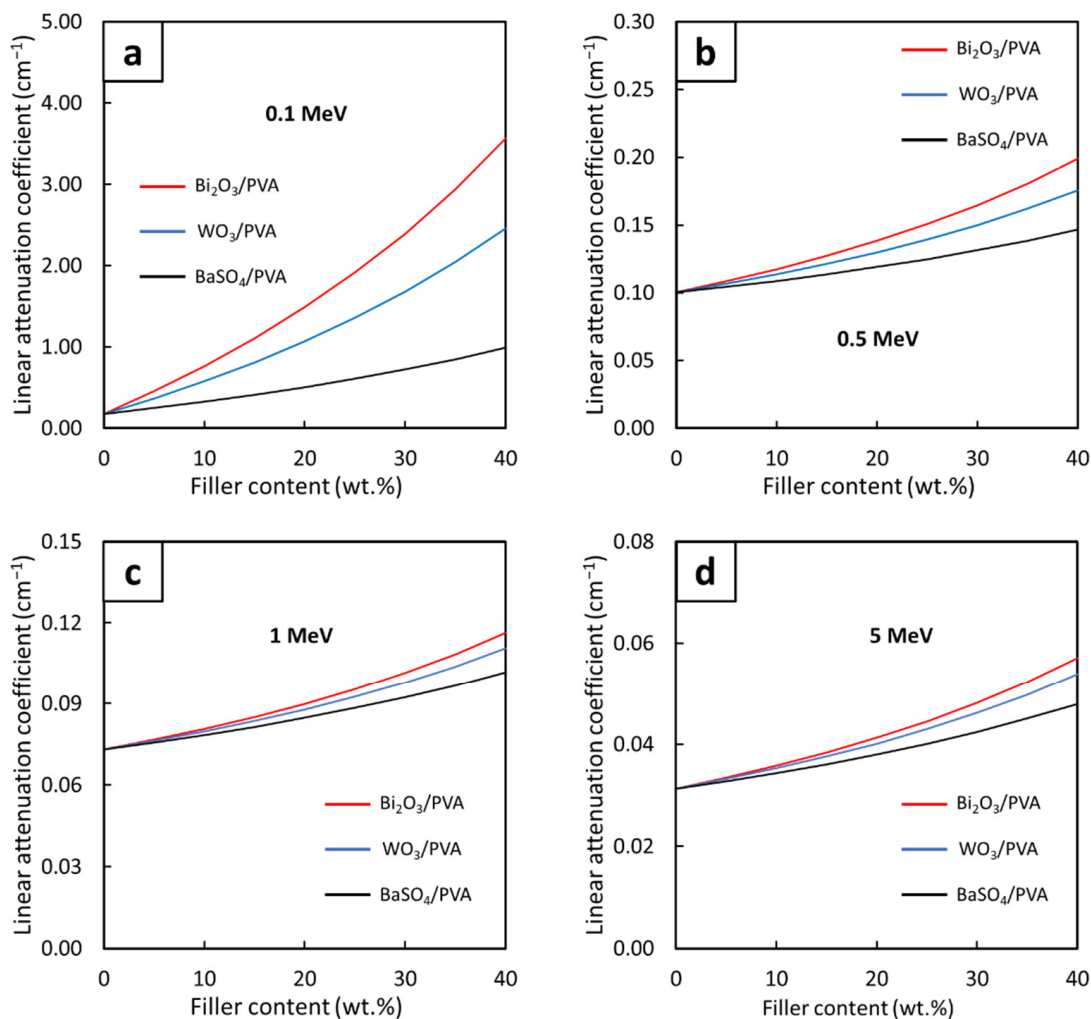 a
0.1 MeV
Linear attenuation coefficient (cm⁻¹)
5.00
4.00
3.00
2.00
1.00
0.00
Bi₂O₃/PVA
WO₃/PVA
BaSO₄/PVA
0 10 20 30 40
Filler content (wt.%)
b
0.5 MeV
Linear attenuation coefficient (cm⁻¹)
0.30
0.25
0.20
0.15
0.10
0.05
0.00
Bi₂O₃/PVA
WO₃/PVA
BaSO₄/PVA
0 10 20 30 40
Filler content (wt.%)
c
1 MeV
Linear attenuation coefficient (cm⁻¹)
0.15
0.12
0.09
0.06
0.03
0.00
Bi₂O₃/PVA
WO₃/PVA
BaSO₄/PVA
0 10 20 30 40
Filler content (wt.%)
d
5 MeV
Linear attenuation coefficient (cm⁻¹)
0.08
0.06
0.04
0.02
0.00
Bi₂O₃/PVA
WO₃/PVA
BaSO₄/PVA
0 10 20 30 40
Filler content (wt.%)